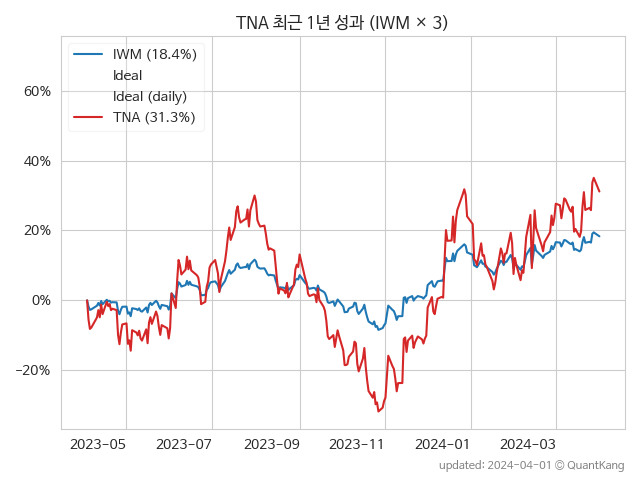 TNA 최근 1년 성과 (IWM × 3)
IWM (18.4%)
Ideal
Ideal (daily)
TNA (31.3%)
60%
40%
20%
0%
−20%
2023-05 2023-07 2023-09 2023-11 2024-01 2024-03
updated: 2024-04-01 © QuantKang